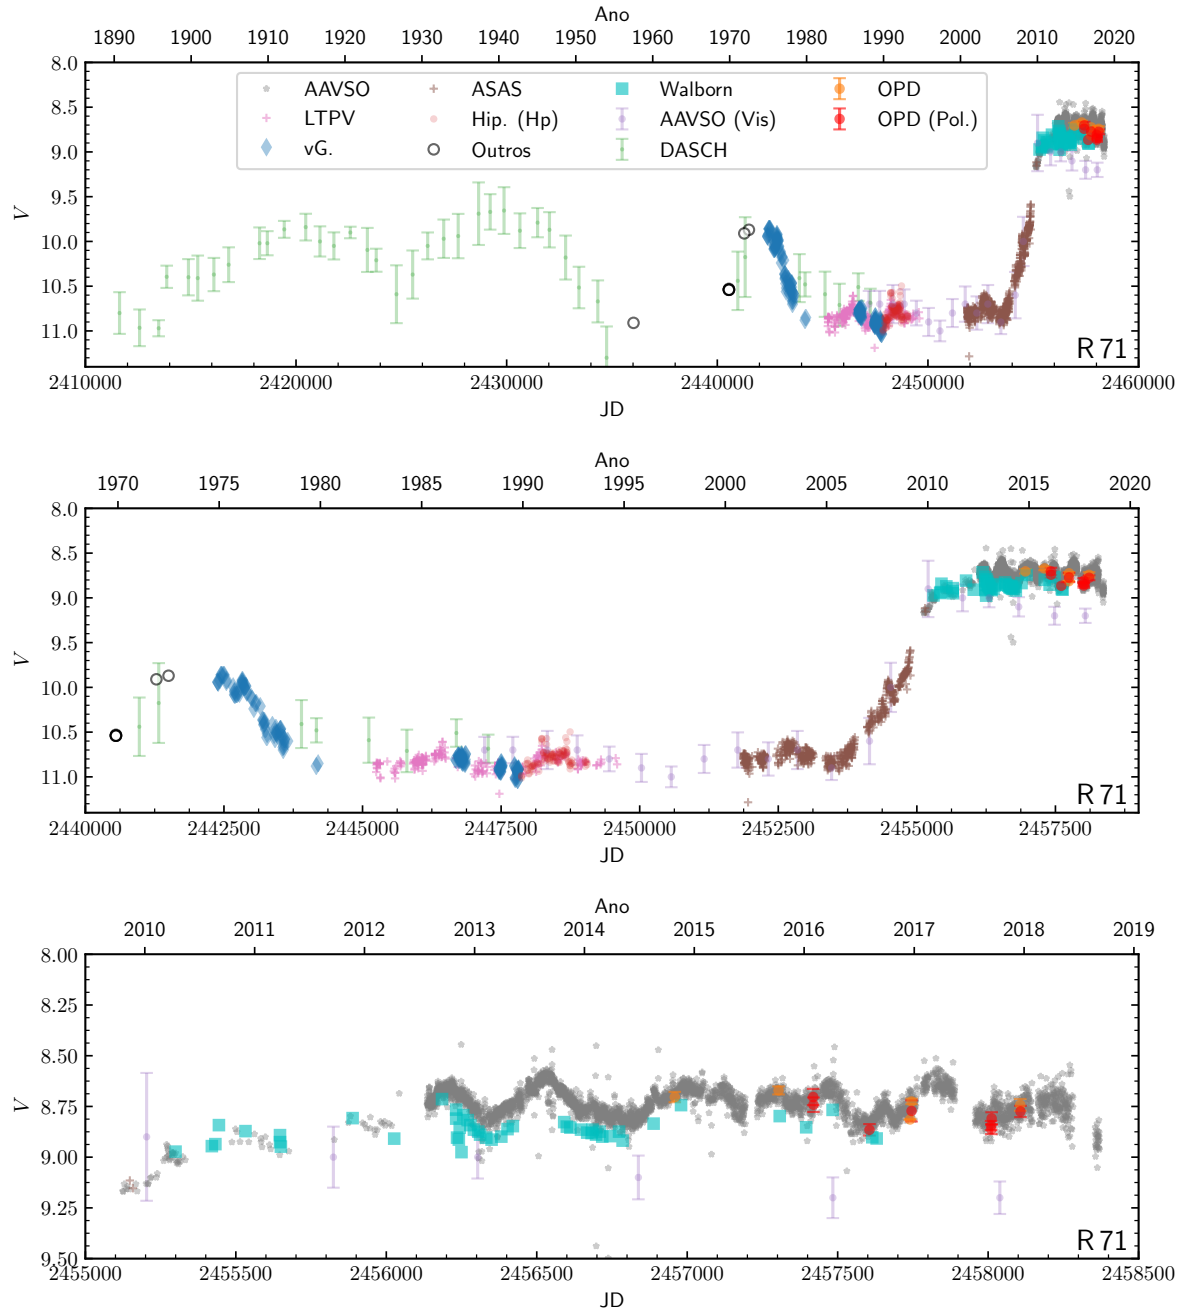 Ano
1890 1900 1910 1920 1930 1940 1950 1960 1970 1980 1990 2000 2010 2020
8.0
8.5
9.0
9.5
10.0
10.5
11.0
V
AAVSO ASAS Walborn OPD
LTPV Hip. (Hp) AAVSO (Vis) OPD (Pol.)
vG. Outros DASCH
R 71
2410000 2420000 2430000 2440000 2450000 2460000
JD
Ano
1970 1975 1980 1985 1990 1995 2000 2005 2010 2015 2020
8.0
8.5
9.0
9.5
10.0
10.5
11.0
V
R 71
2440000 2442500 2445000 2447500 2450000 2452500 2455000 2457500
JD
Ano
2010 2011 2012 2013 2014 2015 2016 2017 2018 2019
8.00
8.25
8.50
8.75
9.00
9.25
9.50
V
R 71
2455000 2455500 2456000 2456500 2457000 2457500 2458000 2458500
JD